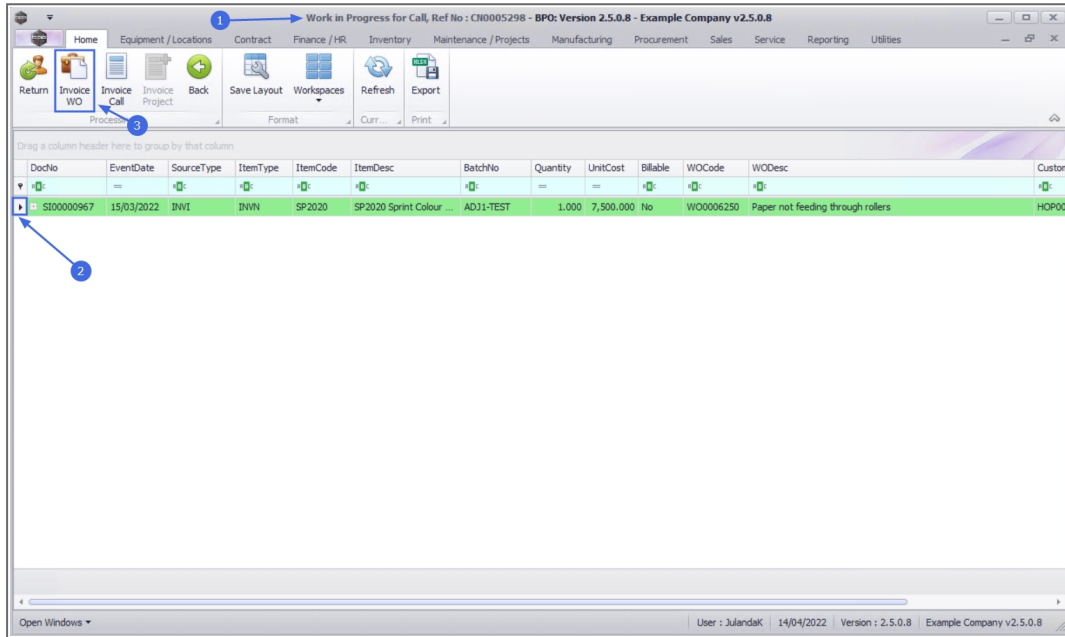 1
Work in Progress for Call, Ref No : CN0005298 - BPO: Version 2.5.0.8 - Example Company v2.5.0.8
Home Equipment / Locations Contract Finance / HR Inventory Maintenance / Projects Manufacturing Procurement Sales Service Reporting Utilities
Return Invoice WO Invoice Call Invoice Project Back Save Layout Workspaces Refresh Export
3
Format Curr... Print
Drag a column header here to group by that column
DocNo EventDate SourceType ItemType ItemCode ItemDesc BatchNo Quantity UnitCost Billable WOCode WODesc Custom
= = =
SI00000967 15/03/2022 INVI INVN SP2020 SP2020 Sprint Colour ... ADJ1-TEST 1.000 7,500.000 No WO0006250 Paper not feeding through rollers HOP00
2
Open Windows User : JulandaK 14/04/2022 Version : 2.5.0.8 Example Company v2.5.0.8